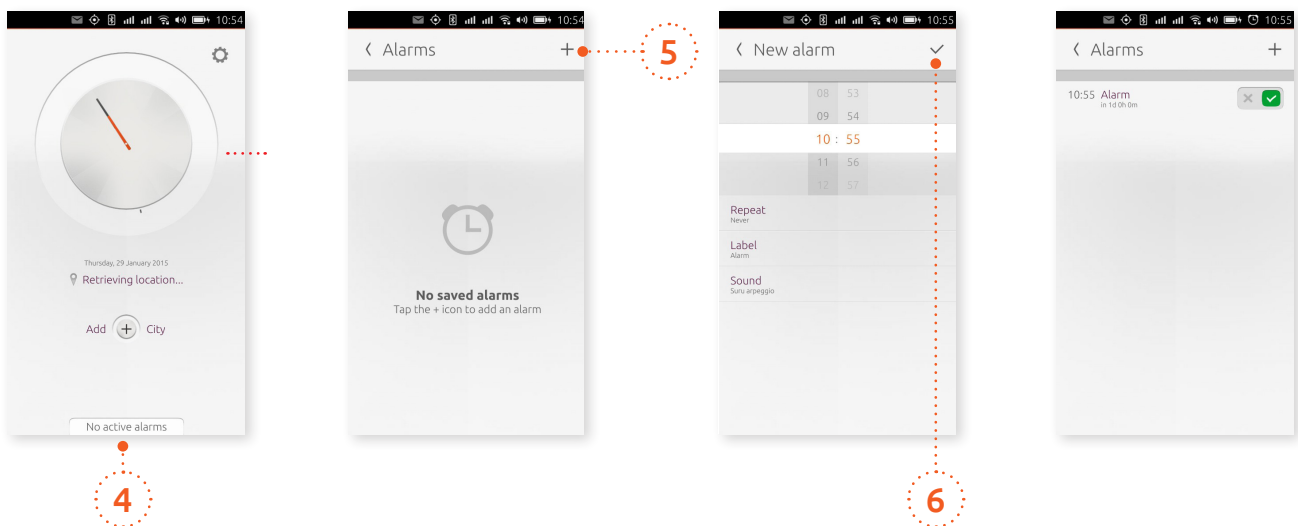 10:54
Thursday, 29 January 2015
Retrieving location...
Add + City
No active alarms
4
10:54
Alarms +
No saved alarms
Tap the + icon to add an alarm
5
10:55
New alarm
08 53
09 54
10 : 55
11 56
12 57
Repeat
Never
Label
Alarm
Sound
Suru arpeggio
6
10:55
Alarms +
10:55 Alarm
in 1d 0h 0m